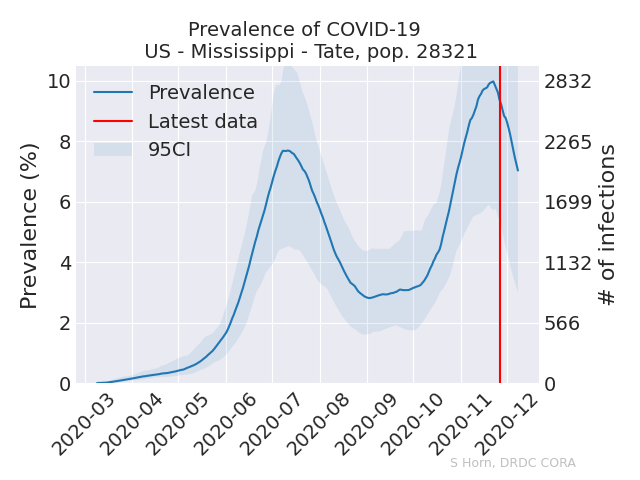 Prevalence of COVID-19
US - Mississippi - Tate, pop. 28321
Prevalence (%)
10
8
6
4
2
0
Prevalence
Latest data
95CI
2832
2265
1699
1132
566
0
# of infections
2020-03
2020-04
2020-05
2020-06
2020-07
2020-08
2020-09
2020-10
2020-11
2020-12
S Horn, DRDC CORA